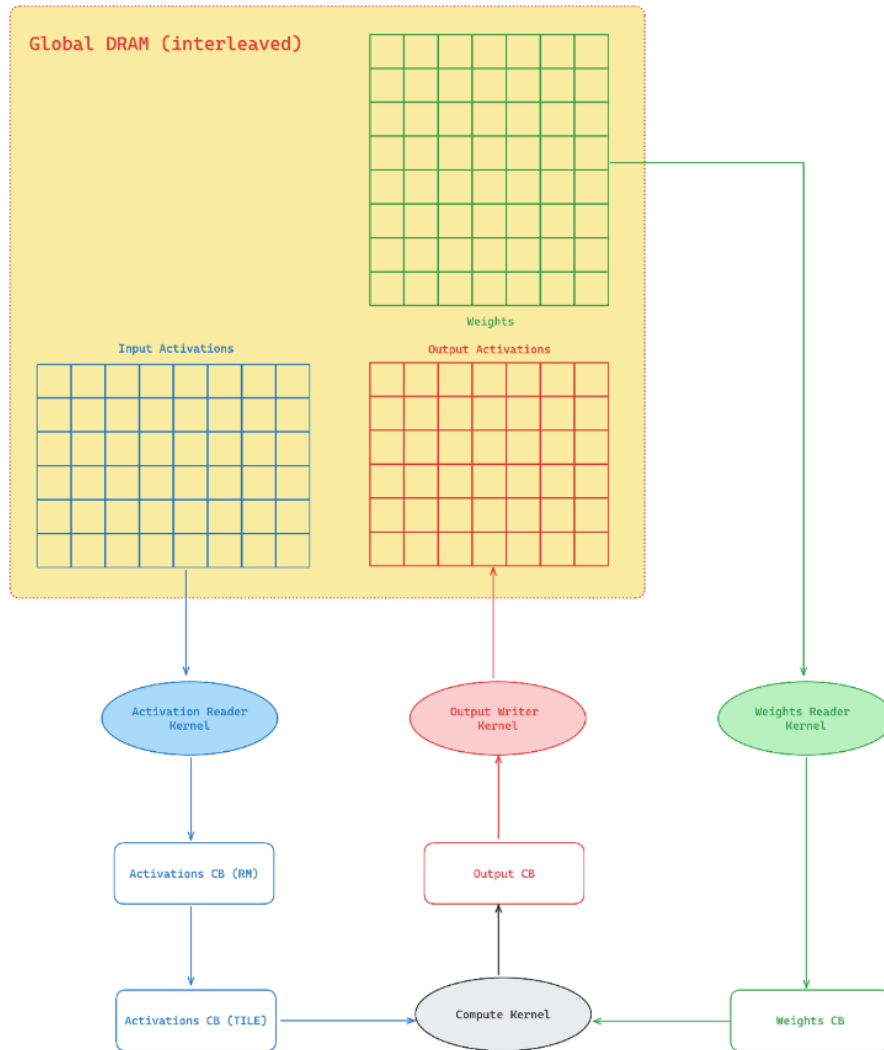 Global DRAM (interleaved)
Weights
Input Activations
Output Activations
Activation Reader
Kernel
Output Writer
Kernel
Weights Reader
Kernel
Activations CB (RM)
Output CB
Activations CB (TILE)
Compute Kernel
Weights CB